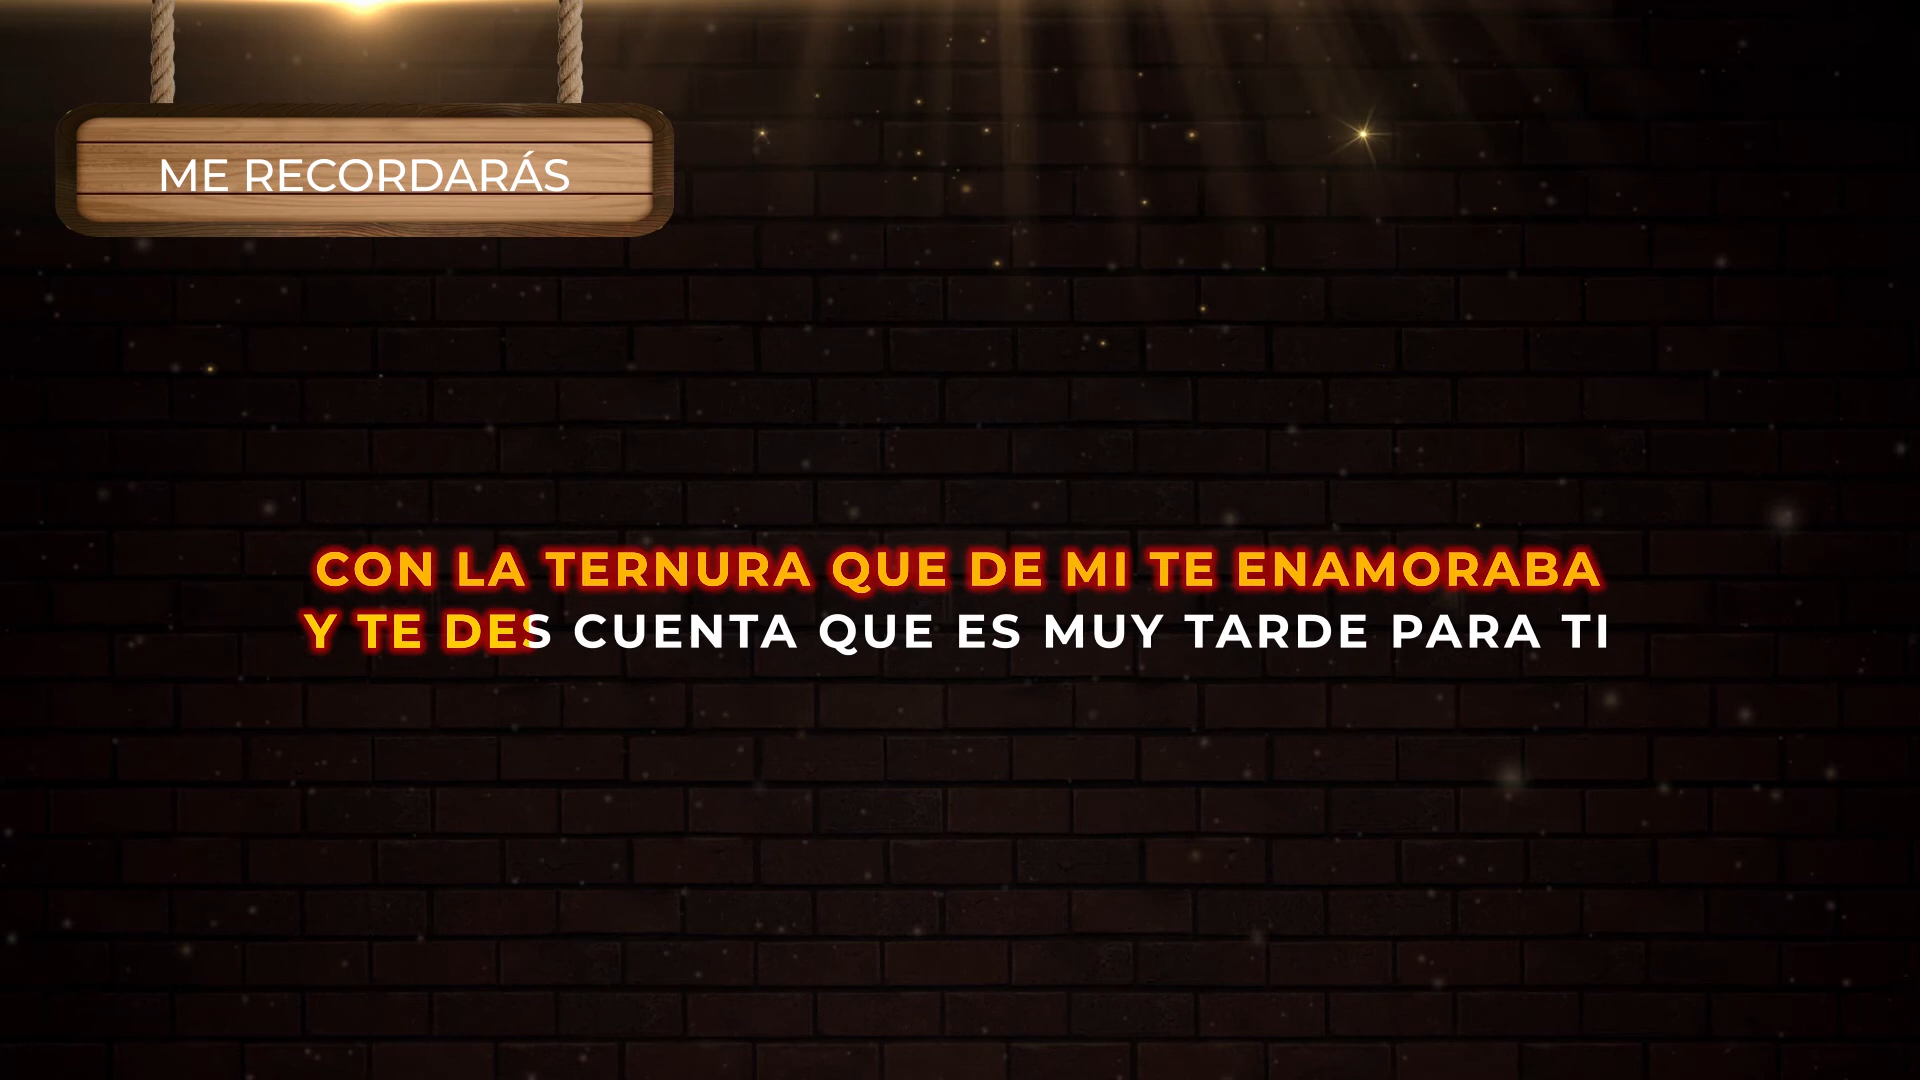 ME RECORDARÁS
CON LA TERNURA QUE DE MI TE ENAMORABA
Y TE DES CUENTA QUE ES MUY TARDE PARA TI